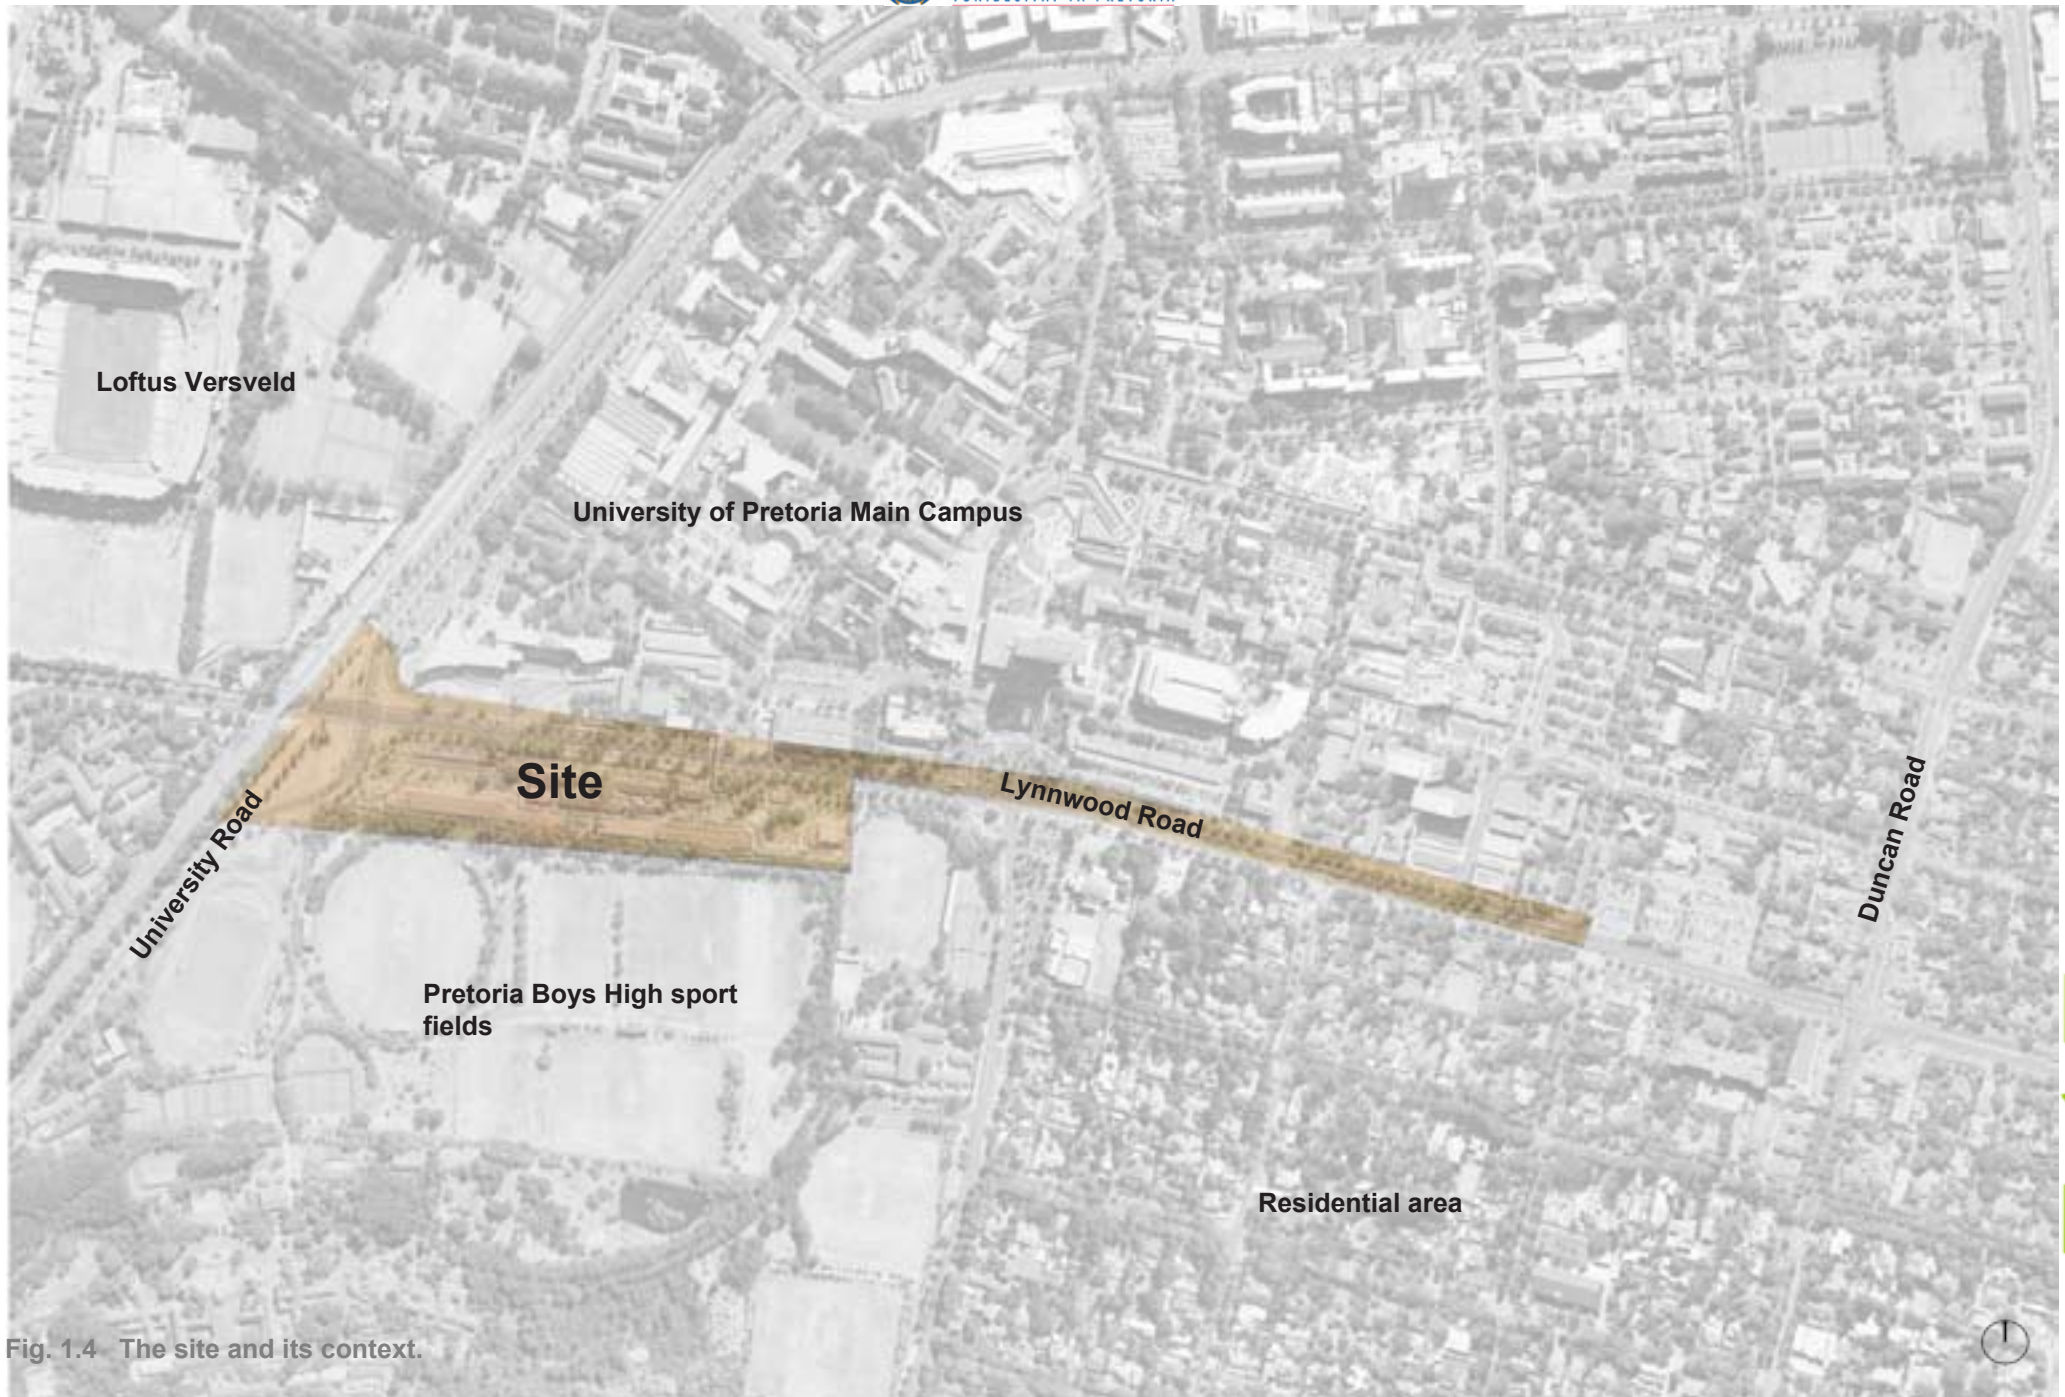 Loftus Versveld
University of Pretoria Main Campus
Site
Lynnwood Road
University Road
Duncan Road
Pretoria Boys High sport
fields
Residential area
Fig. 1.4 The site and its context.